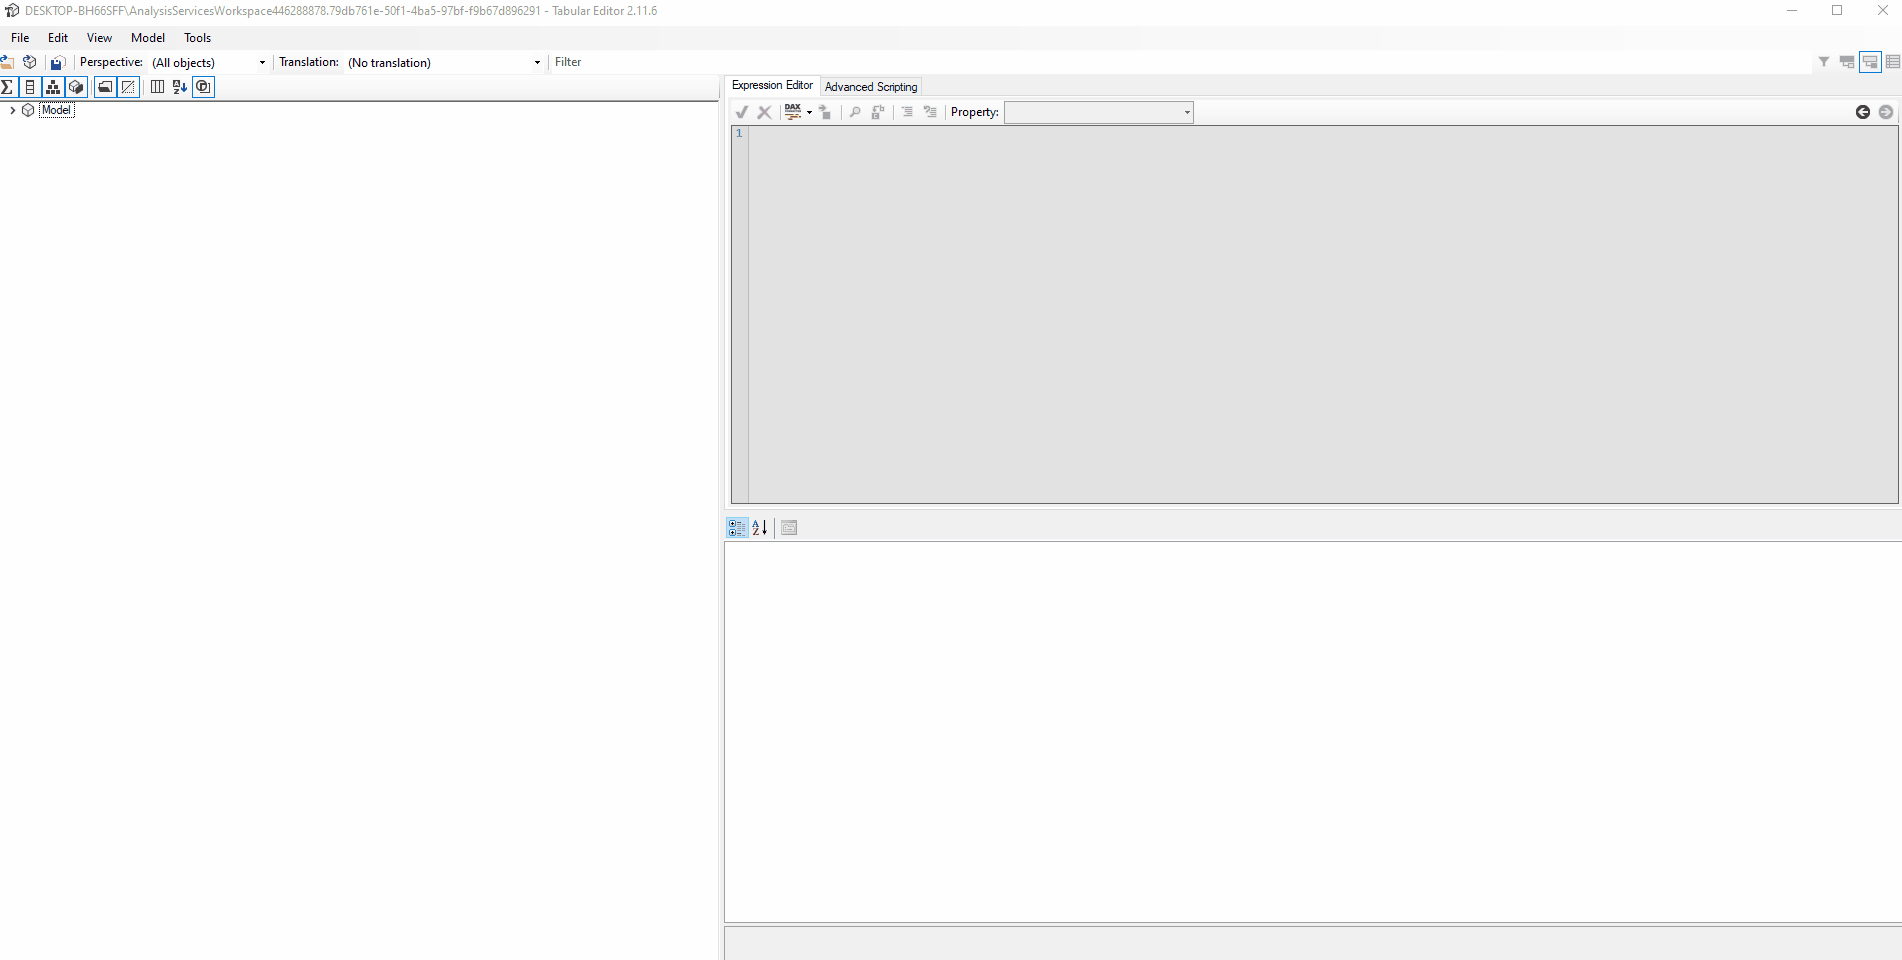 DESKTOP-BH66SFF\AnalysisServicesWorkspace446288878.79db761e-50f1-4ba5-97bf-f9b67d896291 - Tabular Editor 2.11.6
File Edit View Model Tools
Perspective: (All objects) Translation: (No translation) Filter
Model
Expression Editor Advanced Scripting
DAX Property:
1